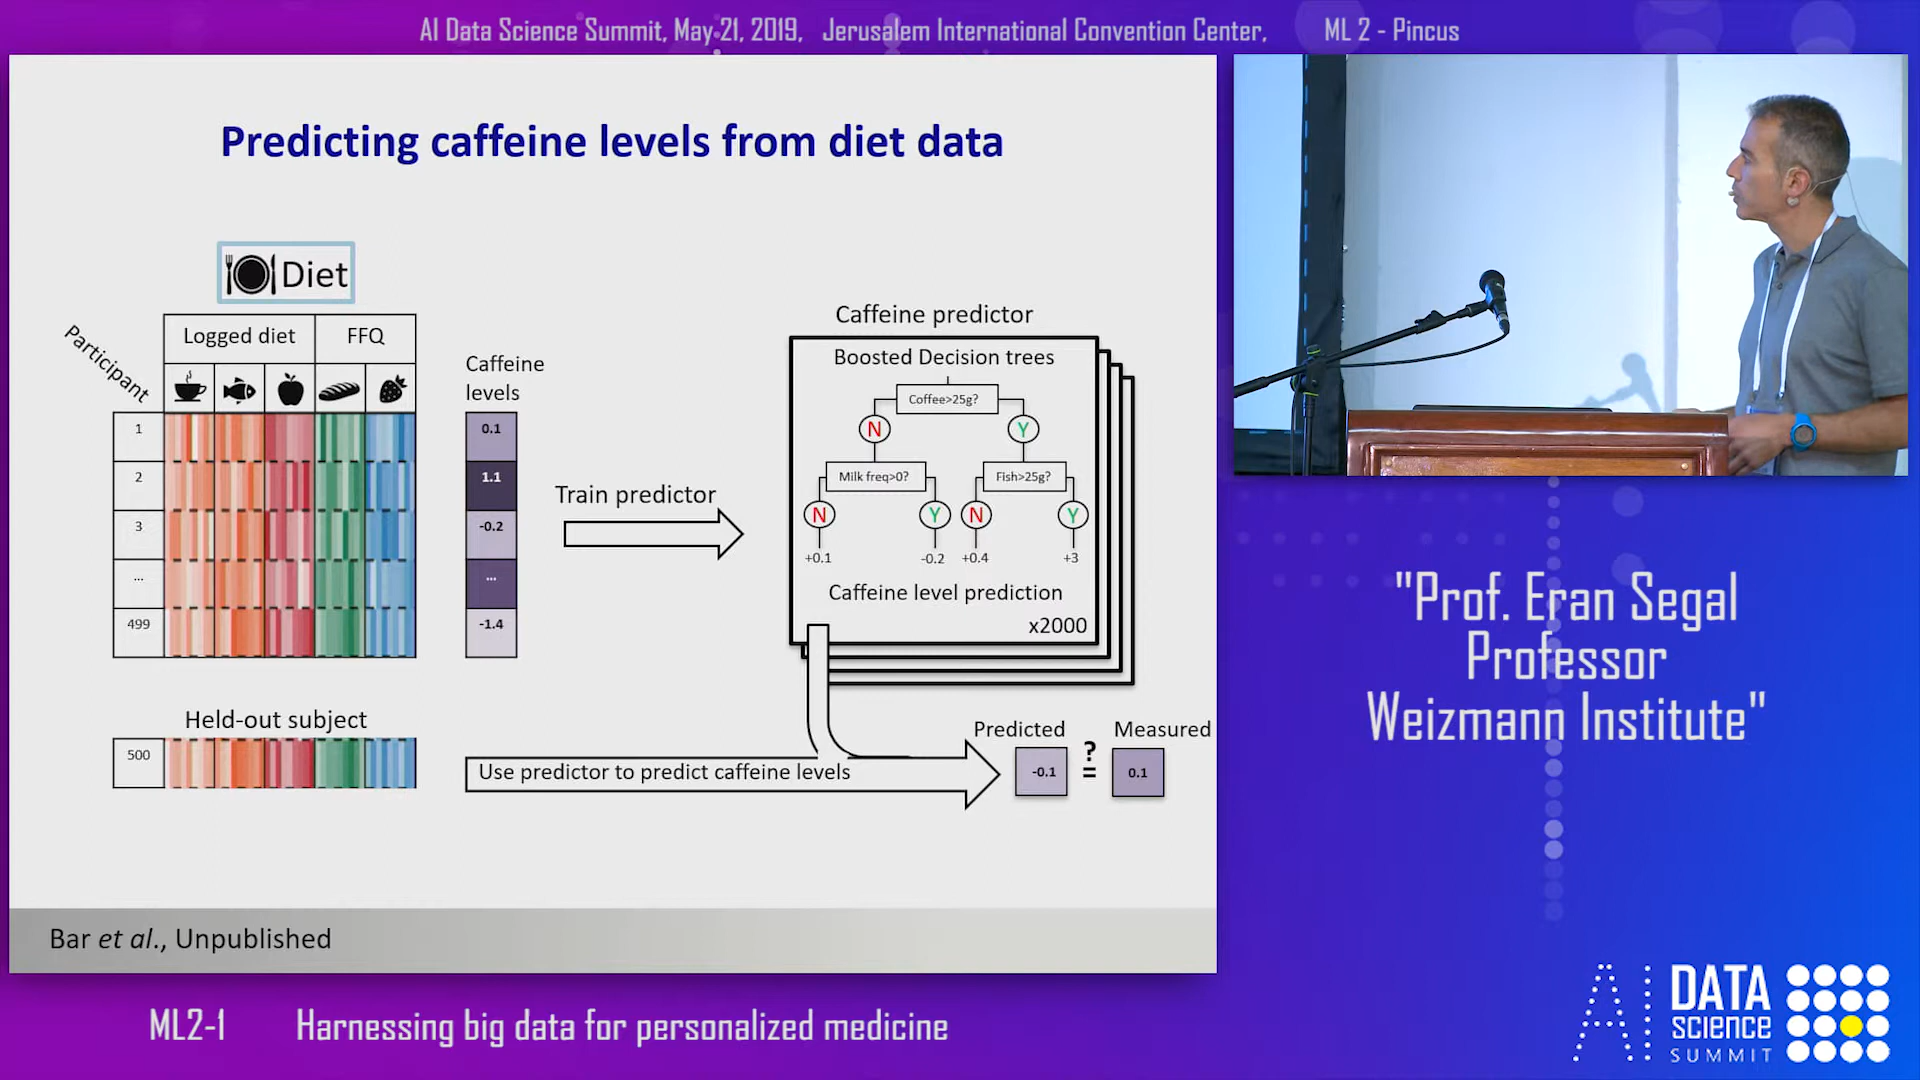 AI Data Science Summit, May 21, 2019, Jerusalem International Convention Center, ML 2 - Pincus
Predicting caffeine levels from diet data
Diet
Participant
Logged diet FFQ
1
2
3
...
499
Caffeine
levels
0.1
1.1
-0.2
...
-1.4
Train predictor
Caffeine predictor
Boosted Decision trees
Coffee>25g?
N Y
Milk freq>0? Fish>25g?
N Y N Y
+0.1 -0.2 +0.4 +3
Caffeine level prediction
x2000
Held-out subject
500
Use predictor to predict caffeine levels
Predicted Measured
-0.1 ? = 0.1
Bar et al., Unpublished
"Prof. Eran Segal
Professor
Weizmann Institute"
ML2-1 Harnessing big data for personalized medicine
AI DATA
SCIENCE
SUMMIT